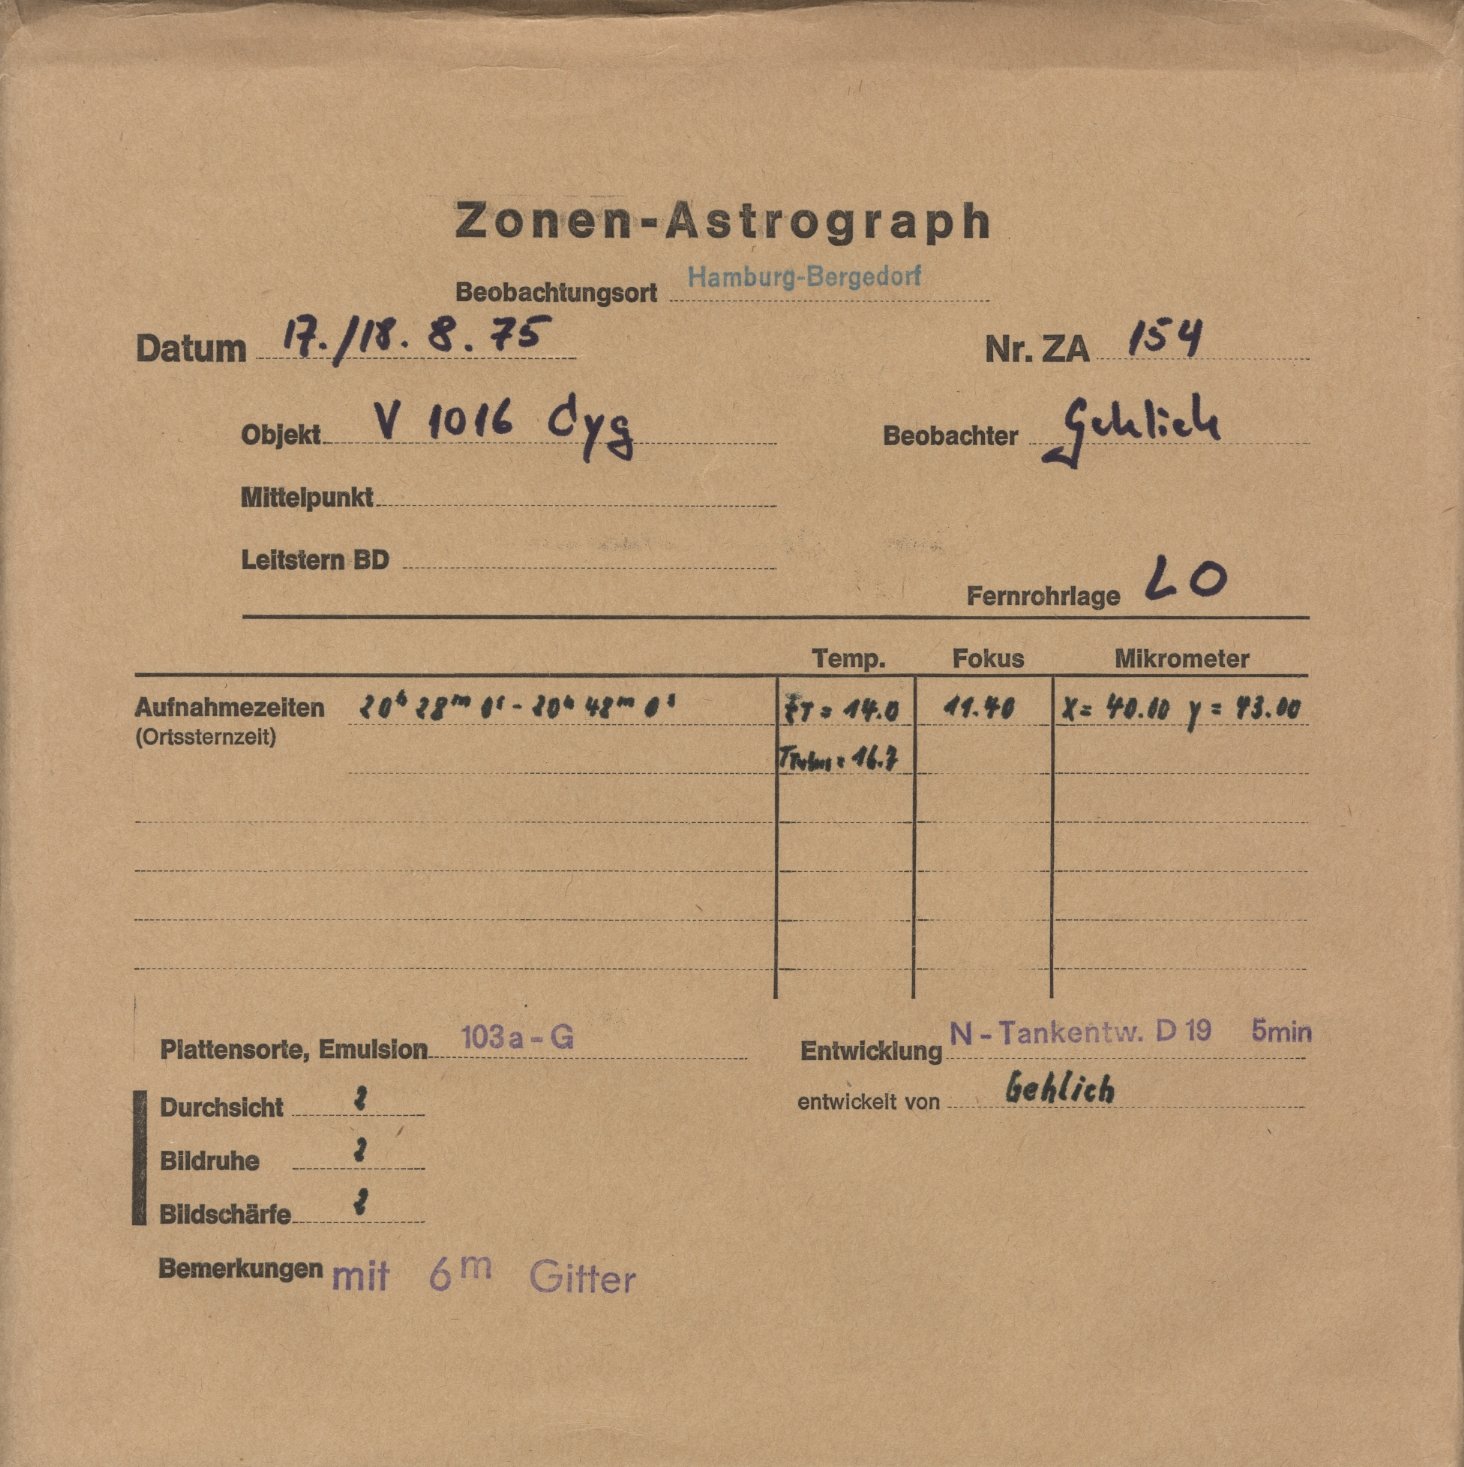 Zonen-Astrograph
Beobachtungsort Hamburg-Bergedorf
Datum 17./18. 8. 75 Nr. ZA 154
Objekt V 1016 Cyg Beobachter Gehlich
Mittelpunkt
Leitstern BD
Fernrohrlage LO
Temp. Fokus Mikrometer
Aufnahmezeiten 20h 28m 0s - 20h 48m 0s = 14.0 11.40 X = 40.00 y = 43.00
(Ortssternzeit) = 16.7
Plattensorte, Emulsion 103a-G Entwicklung N-Tankentw. D19 5min
Durchsicht 2 entwickelt von Gehlich
Bildruhe 2
Bildschärfe 2
Bemerkungen mit 6m Gitter